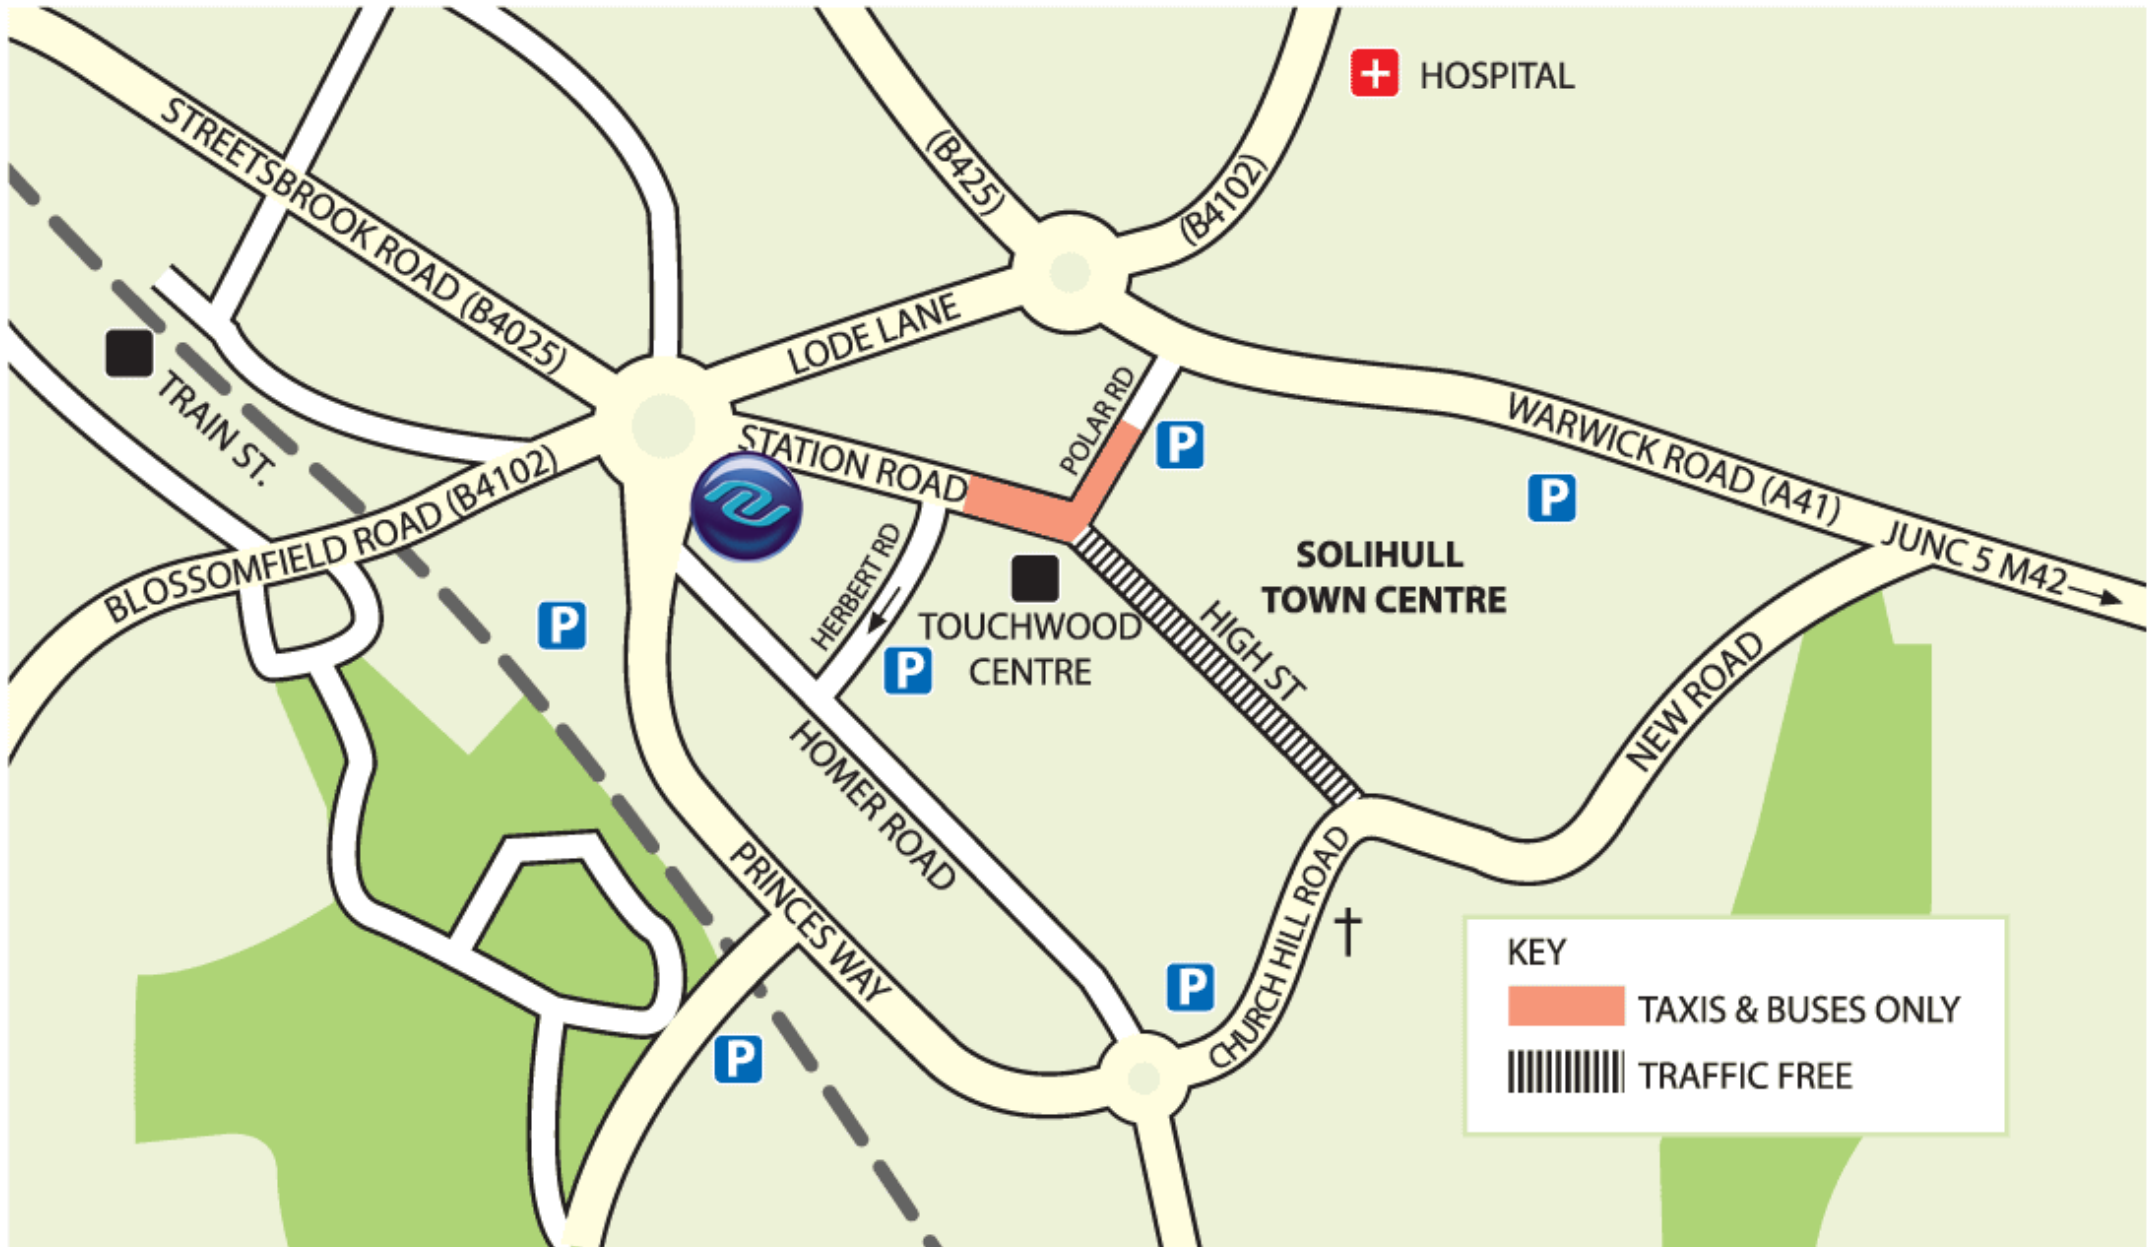 HOSPITAL
STREETSBROOK ROAD (B4025)
(B425)
(B4102)
LODE LANE
TRAIN ST.
BLOSSOMFIELD ROAD (B4102)
STATION ROAD
POLAR RD
P
WARWICK ROAD (A41)
P
JUNC 5 M42
SOLIHULL
TOWN CENTRE
HERBERT RD
P
TOUCHWOOD
CENTRE
P
HIGH ST
NEW ROAD
HOMER ROAD
PRINCES WAY
CHURCH HILL ROAD
P
P
KEY
TAXIS & BUSES ONLY
TRAFFIC FREE